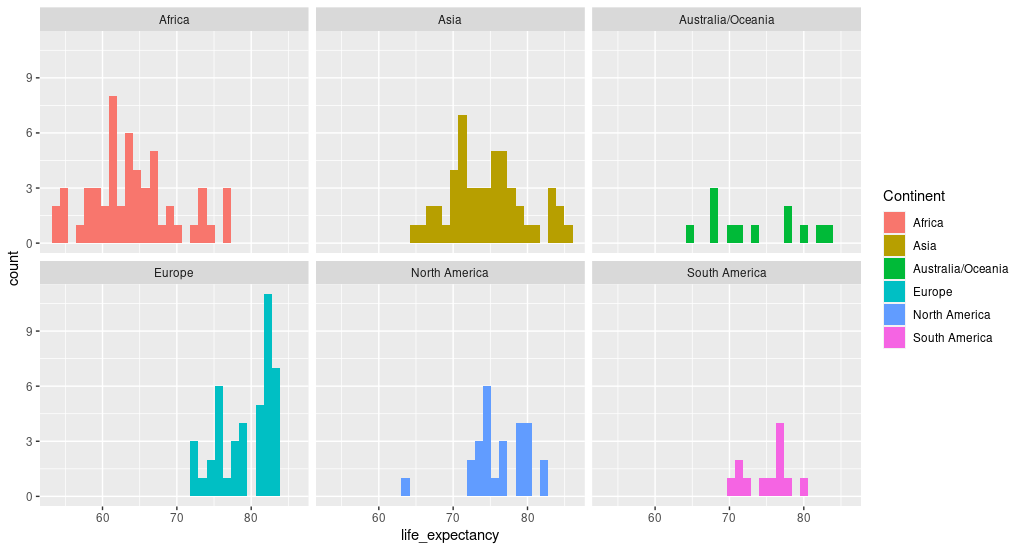 Africa Asia Australia/Oceania
9
6
3
0
Europe North America South America
9
6
3
0
60 70 80 60 70 80 60 70 80
life_expectancy
count
Continent
Africa
Asia
Australia/Oceania
Europe
North America
South America